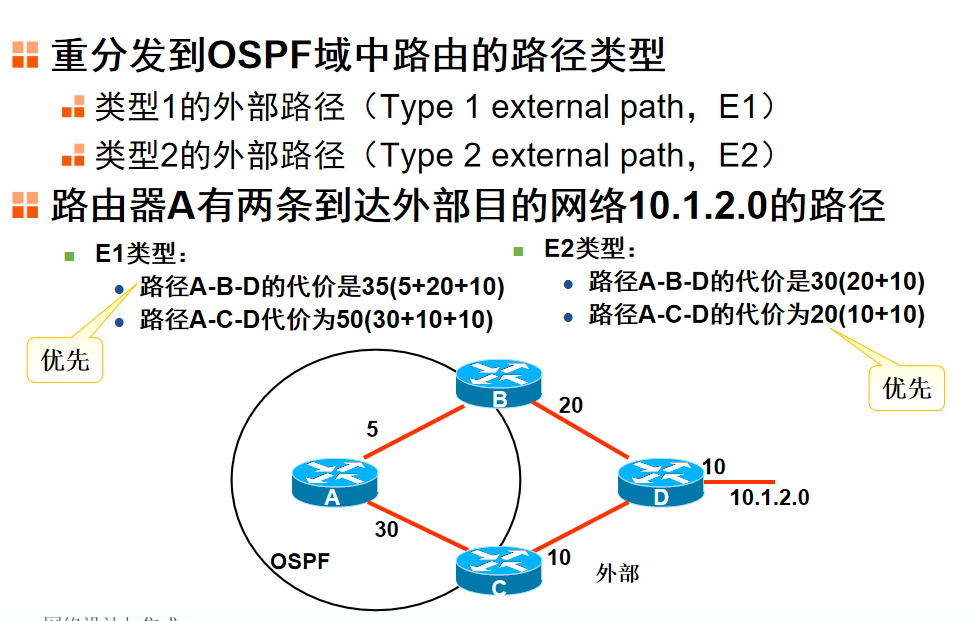 重分发到OSPF域中路由的路径类型
类型1的外部路径（Type 1 external path，E1）
类型2的外部路径（Type 2 external path，E2）
路由器A有两条到达外部目的网络10.1.2.0的路径
E1类型：
路径A-B-D的代价是35(5+20+10)
路径A-C-D代价为50(30+10+10)
优先
E2类型：
路径A-B-D的代价是30(20+10)
路径A-C-D的代价为20(10+10)
优先
B
5
20
A
D
10
10.1.2.0
30
OSPF
C
10
外部